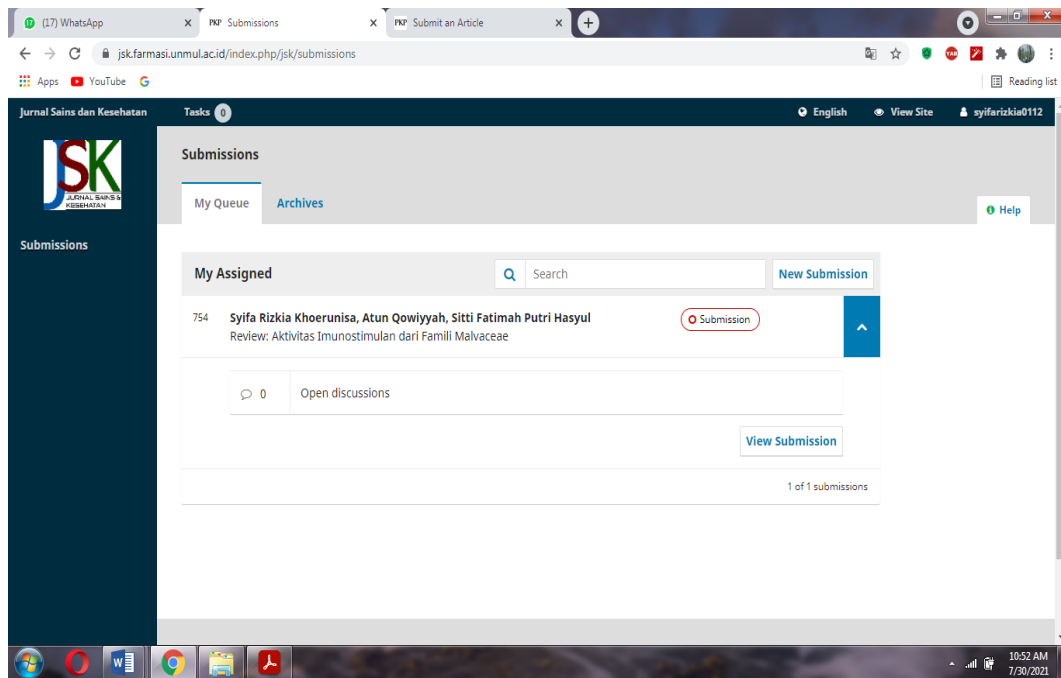 (17) WhatsApp
PKP Submissions
PKP Submit an Article
jsk.farmasi.unmul.ac.id/index.php/jsk/submissions
Apps YouTube
Reading list
Jurnal Sains dan Kesehatan Tasks 0 English View Site syifarizkia0112
JSK
JURNAL SAINS &
KESEHATAN
Submissions
My Queue Archives
Help
Submissions
My Assigned Search New Submission
754 Syifa Rizkia Khoerunisa, Atun Qowiyyah, Sitti Fatimah Putri Hasyul Submission
Review: Aktivitas Imunostimulan dari Famili Malvaceae
0 Open discussions
View Submission
1 of 1 submissions
10:52 AM
7/30/2021